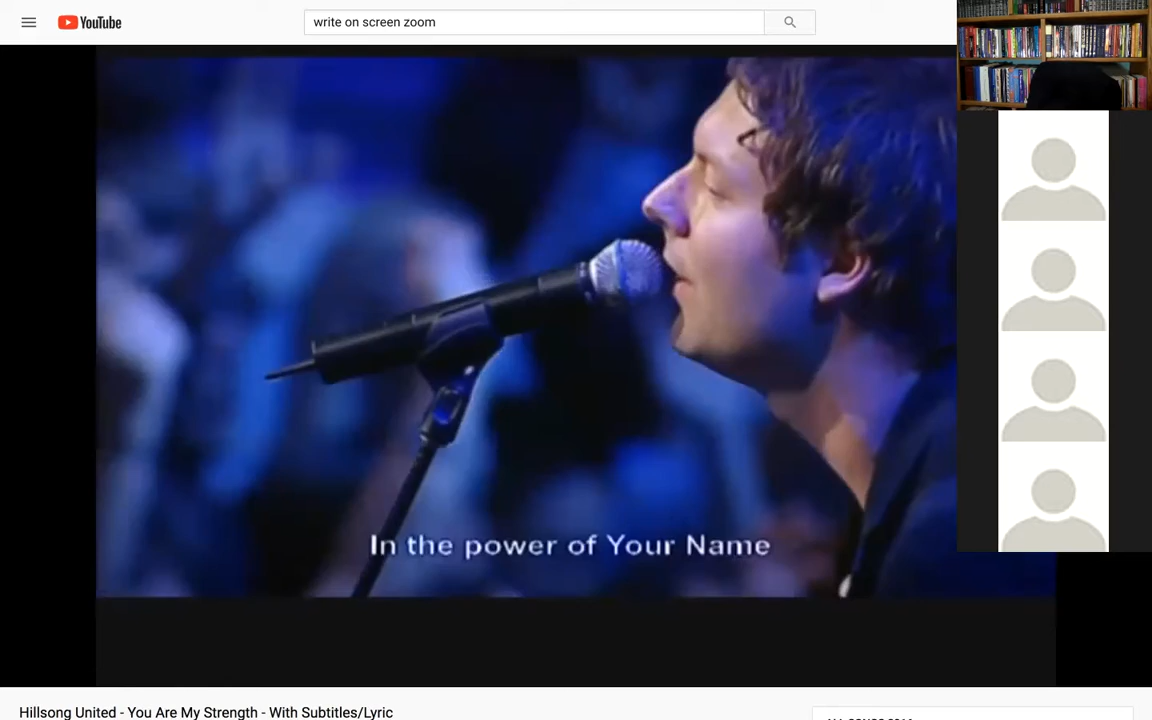 YouTube
write on screen zoom
In the power of Your Name
Hillsong United - You Are My Strength - With Subtitles/Lyric